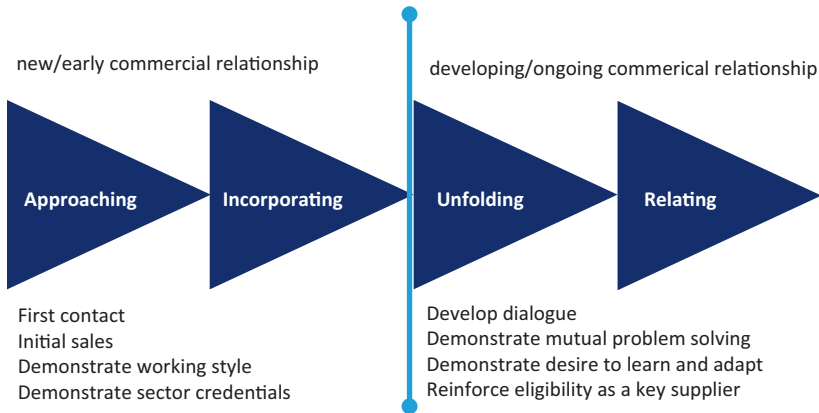 new/early commercial relationship
developing/ongoing commerical relationship
Approaching
Incorporating
Unfolding
Relating
First contact
Initial sales
Demonstrate working style
Demonstrate sector credentials
Develop dialogue
Demonstrate mutual problem solving
Demonstrate desire to learn and adapt
Reinforce eligibility as a key supplier